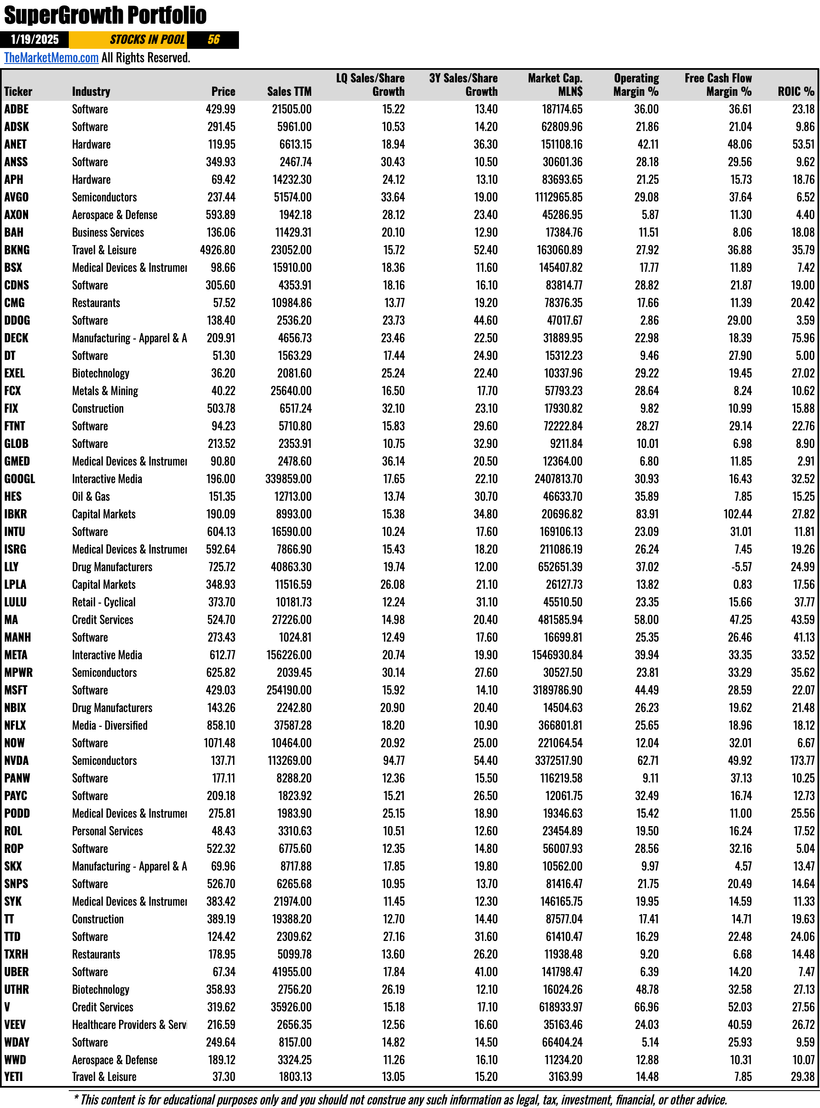 SuperGrowth Portfolio
1/19/2025 STOCKS IN POOL 56
TheMarketMemo.com All Rights Reserved.
LQ Sales/Share 3Y Sales/Share Market Cap. Operating Free Cash Flow
Ticker Industry Price Sales TTM Growth Growth MLN$ Margin % Margin % ROIC %
ADBE Software 429.99 21505.00 15.22 13.40 187174.65 36.00 36.61 23.18
ADSK Software 291.45 5961.00 10.53 14.20 62809.96 21.86 21.04 9.86
ANET Hardware 119.95 6613.15 18.94 36.30 151108.16 42.11 48.06 53.51
ANSS Software 349.93 2467.74 30.43 10.50 30601.36 28.18 29.56 9.62
APH Hardware 69.42 14232.30 24.12 13.10 83693.65 21.25 15.73 18.76
AVGO Semiconductors 237.44 51574.00 33.64 19.00 1112965.85 29.08 37.64 6.52
AXON Aerospace & Defense 593.89 1942.18 28.12 23.40 45286.95 5.87 11.30 4.40
BAH Business Services 136.06 11429.31 20.10 12.90 17384.76 11.51 8.06 18.08
BKNG Travel & Leisure 4926.80 23052.00 15.72 52.40 163060.89 27.92 36.88 35.79
BSX Medical Devices & Instrumer 98.66 15910.00 18.36 11.60 145407.82 17.77 11.89 7.42
CDNS Software 305.60 4353.91 18.16 16.10 83814.77 28.82 21.87 19.00
CMG Restaurants 57.52 10984.86 13.77 19.20 78376.35 17.66 11.39 20.42
DDOG Software 138.40 2536.20 23.73 44.60 47017.67 2.86 29.00 3.59
DECK Manufacturing - Apparel & A 209.91 4656.73 23.46 22.50 31889.95 22.98 18.39 75.96
DT Software 51.30 1563.29 17.44 24.90 15312.23 9.46 27.90 5.00
EXEL Biotechnology 36.20 2081.60 25.24 22.40 10337.96 29.22 19.45 27.02
FCX Metals & Mining 40.22 25640.00 16.50 17.70 57793.23 28.64 8.24 10.62
FIX Construction 503.78 6517.24 32.10 23.10 17930.82 9.82 10.99 15.88
FTNT Software 94.23 5710.80 15.83 29.60 72222.84 28.27 29.14 22.76
GLOB Software 213.52 2353.91 10.75 32.90 9211.84 10.01 6.98 8.90
GMED Medical Devices & Instrumer 90.80 2478.60 36.14 20.50 12364.00 6.80 11.85 2.91
GOOGL Interactive Media 196.00 339859.00 17.65 22.10 2407813.70 30.93 16.43 32.52
HES Oil & Gas 151.35 12713.00 13.74 30.70 46633.70 35.89 7.85 15.25
IBKR Capital Markets 190.09 8993.00 15.38 34.80 20696.82 83.91 102.44 27.82
INTU Software 604.13 16590.00 10.24 17.60 169106.13 23.09 31.01 11.81
ISRG Medical Devices & Instrumer 592.64 7866.90 15.43 18.20 211086.19 26.24 7.45 19.26
LLY Drug Manufacturers 725.72 40863.30 19.74 12.00 652651.39 37.02 -5.57 24.99
LPLA Capital Markets 348.93 11516.59 26.08 21.10 26127.73 13.82 0.83 17.56
LULU Retail - Cyclical 373.70 10181.73 12.24 31.10 45510.50 23.35 15.66 37.77
MA Credit Services 524.70 27226.00 14.98 20.40 481585.94 58.00 47.25 43.59
MANH Software 273.43 1024.81 12.49 17.60 16699.81 25.35 26.46 41.13
META Interactive Media 612.77 156226.00 20.74 19.90 1546930.84 39.94 33.35 33.52
MPWR Semiconductors 625.82 2039.45 30.14 27.60 30527.50 23.81 33.29 35.62
MSFT Software 429.03 254190.00 15.92 14.10 3189786.90 44.49 28.59 22.07
NBIX Drug Manufacturers 143.26 2242.80 20.90 20.40 14504.63 26.23 19.62 21.48
NFLX Media - Diversified 858.10 37587.28 18.20 10.90 366801.81 25.65 18.96 18.12
NOW Software 1071.48 10464.00 20.92 25.00 221064.54 12.04 32.01 6.67
NVDA Semiconductors 137.71 113269.00 94.77 54.40 3372517.90 62.71 49.92 173.77
PANW Software 177.11 8288.20 12.36 15.50 116219.58 9.11 37.13 10.25
PAYC Software 209.18 1823.92 15.21 26.50 12061.75 32.49 16.74 12.73
PODD Medical Devices & Instrumer 275.81 1983.90 25.15 18.90 19346.63 15.42 11.00 25.56
ROL Personal Services 48.43 3310.63 10.51 12.60 23454.89 19.50 16.24 17.52
ROP Software 522.32 6775.60 12.35 14.80 56007.93 28.56 32.16 5.04
SKX Manufacturing - Apparel & A 69.96 8717.88 17.85 19.80 10562.00 9.97 4.57 13.47
SNPS Software 526.70 6265.68 10.95 13.70 81416.47 21.75 20.49 14.64
SYK Medical Devices & Instrumer 383.42 21974.00 11.45 12.30 146165.75 19.95 14.59 11.33
TT Construction 389.19 19388.20 12.70 14.40 87577.04 17.41 14.71 19.63
TTD Software 124.42 2309.62 27.16 31.60 61410.47 16.29 22.48 24.06
TXRH Restaurants 178.95 5099.78 13.60 26.20 11938.48 9.20 6.68 14.48
UBER Software 67.34 41955.00 17.84 41.00 141798.47 6.39 14.20 7.47
UTHR Biotechnology 358.93 2756.20 26.19 12.10 16024.26 48.78 32.58 27.13
V Credit Services 319.62 35926.00 15.18 17.10 618933.97 66.96 52.03 27.56
VEEV Healthcare Providers & Servi 216.59 2656.35 12.56 16.60 35163.46 24.03 40.59 26.72
WDAY Software 249.64 8157.00 14.82 14.50 66404.24 5.14 25.93 9.59
WWD Aerospace & Defense 189.12 3324.25 11.26 16.10 11234.20 12.88 10.31 10.07
YETI Travel & Leisure 37.30 1803.13 13.05 15.20 3163.99 14.48 7.85 29.38
* This content is for educational purposes only and you should not construe any such information as legal, tax, investment, financial, or other advice.